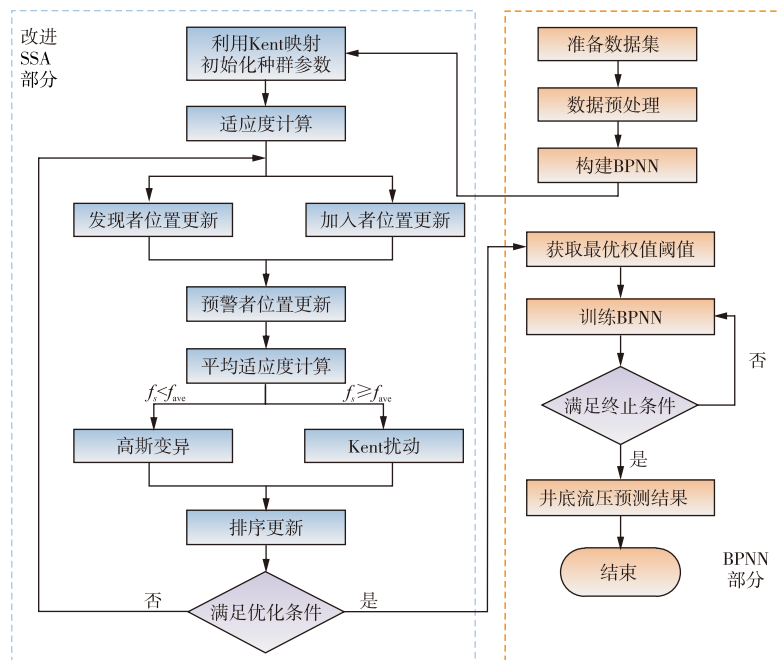 改进
SSA
部分
利用Kent映射
初始化种群参数
适应度计算
发现者位置更新
加入者位置更新
预警者位置更新
平均适应度计算
fs<fave
fs≥fave
高斯变异
Kent扰动
排序更新
满足优化条件
否
是
准备数据集
数据预处理
构建BPNN
获取最优权值阈值
训练BPNN
否
满足终止条件
是
井底流压预测结果
结束
BPNN
部分